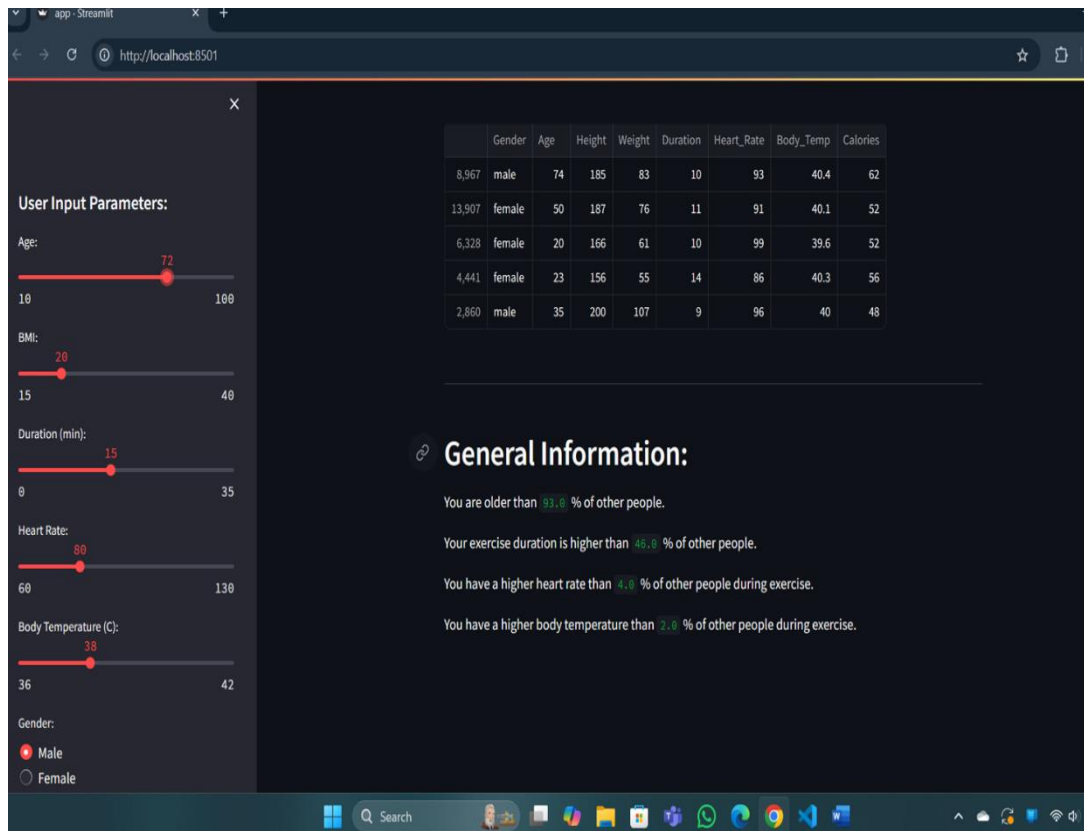 app · Streamlit
http://localhost:8501
User Input Parameters:
Age:
72
10 100
BMI:
20
15 40
Duration (min):
15
0 35
Heart Rate:
80
60 130
Body Temperature (C):
38
36 42
Gender:
Male
Female
Gender Age Height Weight Duration Heart_Rate Body_Temp Calories
8,967 male 74 185 83 10 93 40.4 62
13,907 female 50 187 76 11 91 40.1 52
6,328 female 20 166 61 10 99 39.6 52
4,441 female 23 156 55 14 86 40.3 56
2,860 male 35 200 107 9 96 40 48
General Information:
You are older than 93.0 % of other people.
Your exercise duration is higher than 46.0 % of other people.
You have a higher heart rate than 4.0 % of other people during exercise.
You have a higher body temperature than 2.0 % of other people during exercise.
Search